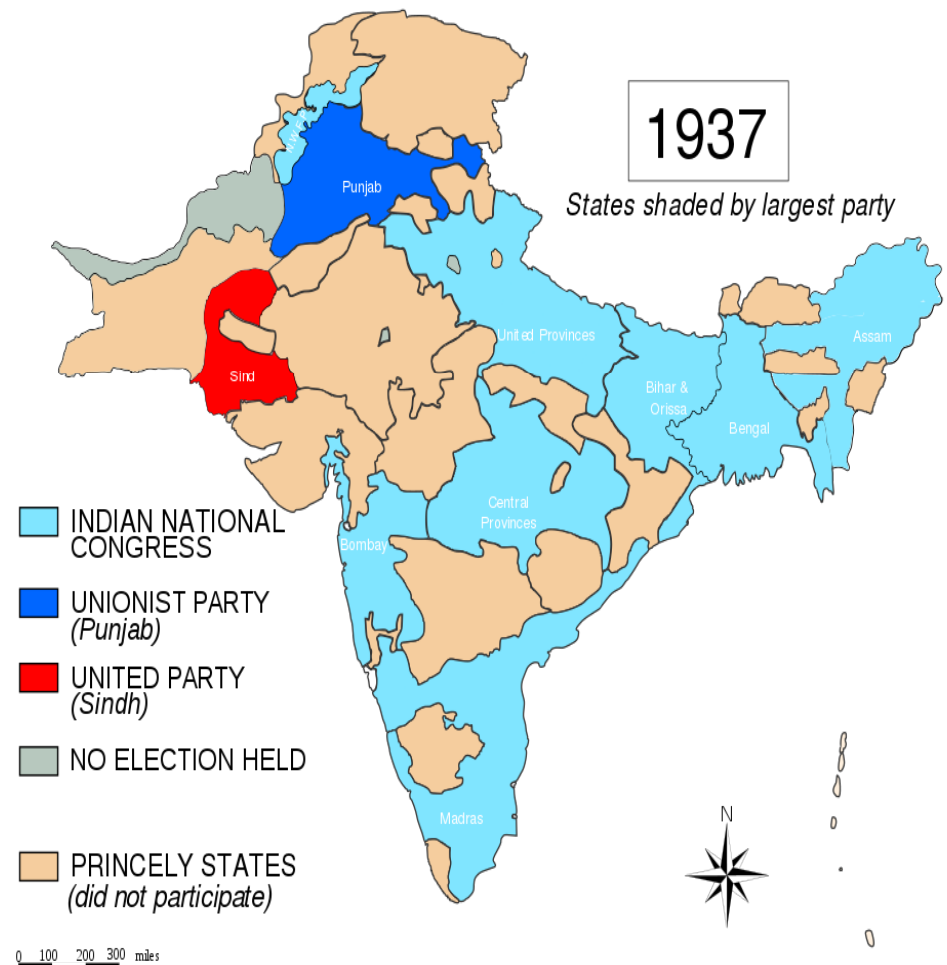 1937
States shaded by largest party
N.W.F.P
Punjab
United Provinces
Assam
Sind
Bihar &
Orissa
Bengal
Central
Provinces
Bombay
Madras
INDIAN NATIONAL
CONGRESS
UNIONIST PARTY
(Punjab)
UNITED PARTY
(Sindh)
NO ELECTION HELD
PRINCELY STATES
(did not participate)
N
0 100 200 300 miles